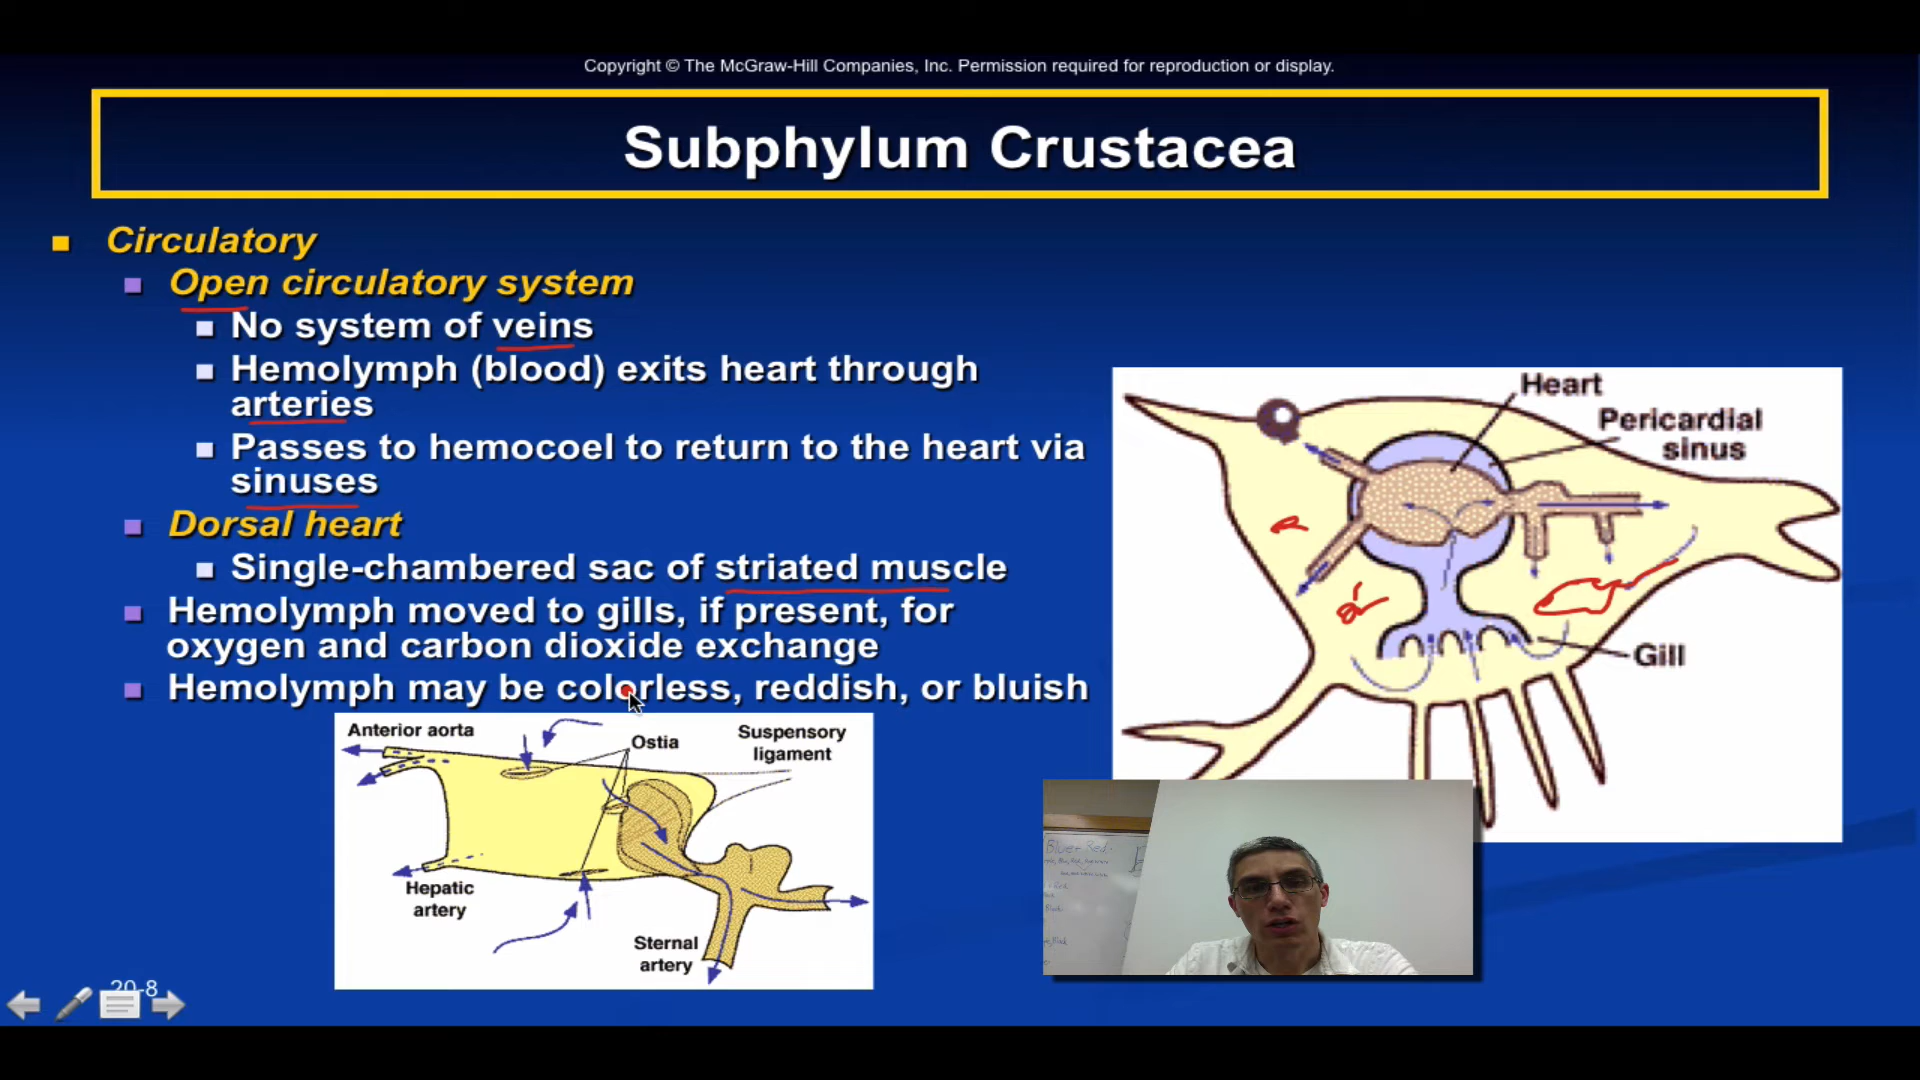 Copyright © The McGraw-Hill Companies, Inc. Permission required for reproduction or display.
Subphylum Crustacea
Circulatory
Open circulatory system
No system of veins
Hemolymph (blood) exits heart through
arteries
Passes to hemocoel to return to the heart via
sinuses
Dorsal heart
Single-chambered sac of striated muscle
Hemolymph moved to gills, if present, for
oxygen and carbon dioxide exchange
Hemolymph may be colorless, reddish, or bluish
Heart
Pericardial
sinus
Gill
Anterior aorta
Ostia
Suspensory
ligament
Hepatic
artery
Sternal
artery
Blue - Red
20-8